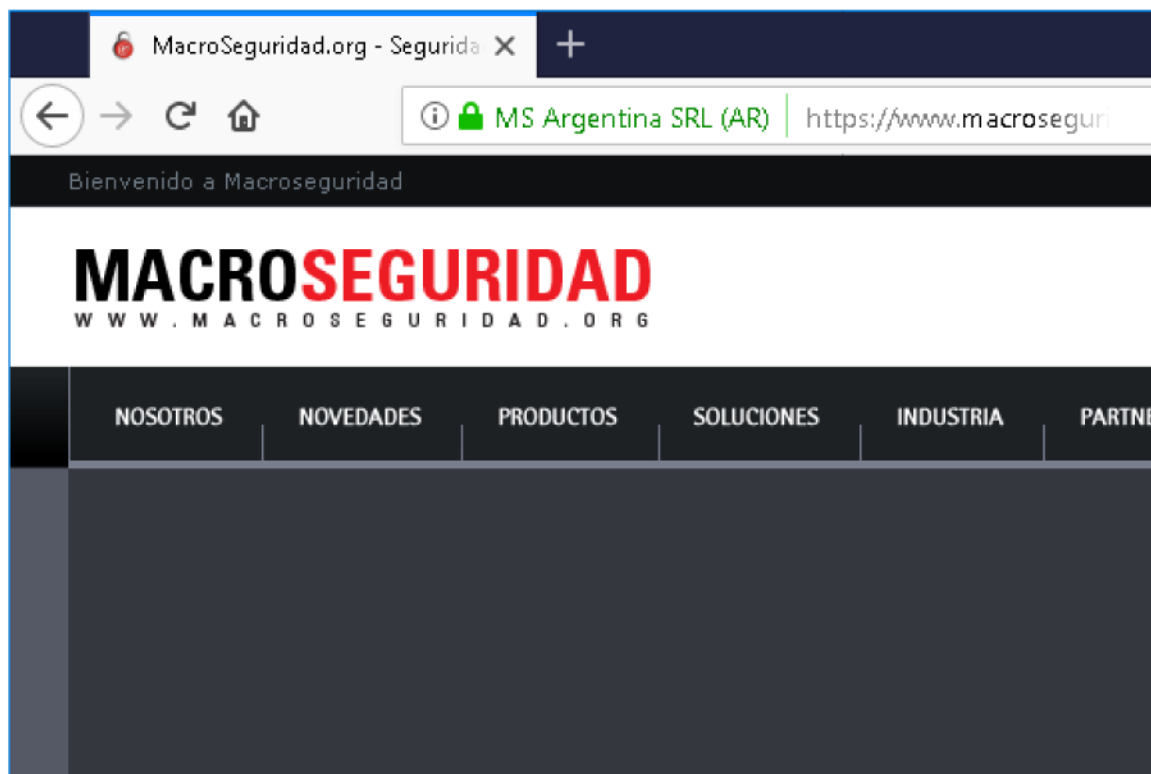 MacroSeguridad.org - Segurida
MS Argentina SRL (AR) https://www.macroseguri
Bienvenido a Macroseguridad
MACROSEGURIDAD
WWW.MACROSEGURIDAD.ORG
NOSOTROS NOVEDADES PRODUCTOS SOLUCIONES INDUSTRIA PARTNE